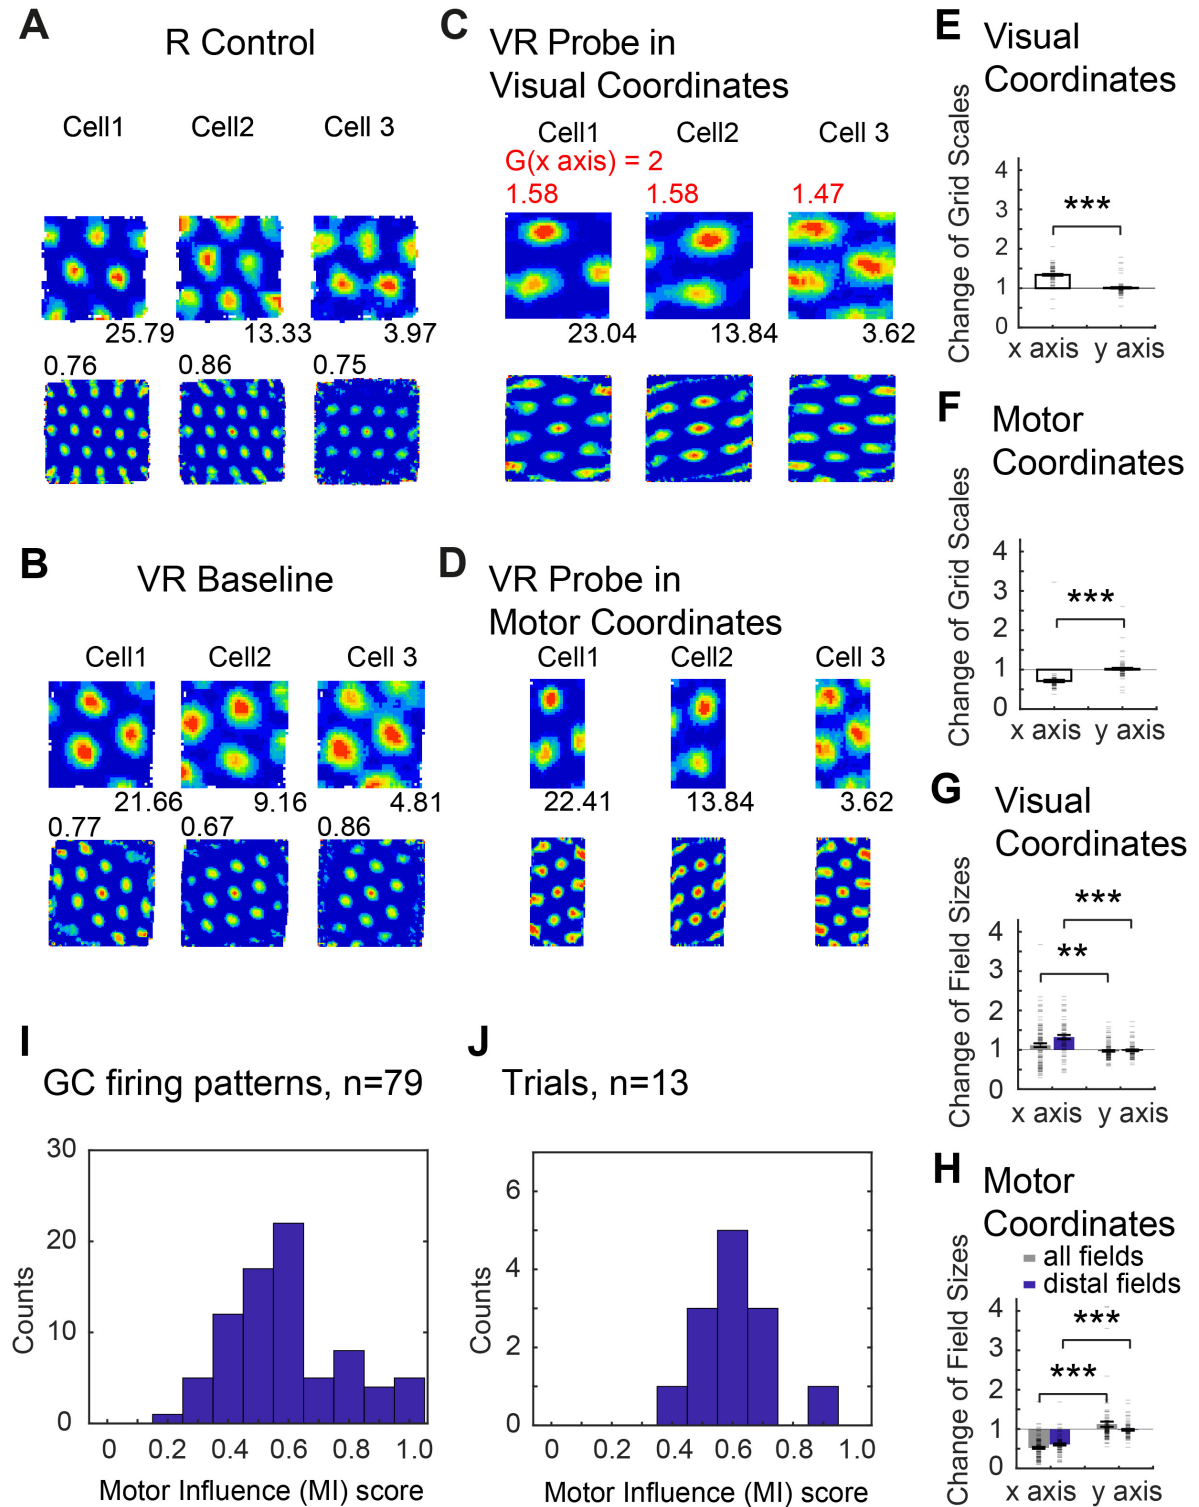 A
R Control
Cell1 Cell2 Cell 3
25.79 13.33 3.97
0.76 0.86 0.75
B
VR Baseline
Cell1 Cell2 Cell 3
21.66 9.16 4.81
0.77 0.67 0.86
C
VR Probe in
Visual Coordinates
Cell1 Cell2 Cell 3
G(x axis) = 2
1.58 1.58 1.47
23.04 13.84 3.62
D
VR Probe in
Motor Coordinates
Cell1 Cell2 Cell 3
22.41 13.84 3.62
E
Visual
Coordinates
Change of Grid Scales
4
3
2
1
0
***
x axis y axis
F
Motor
Coordinates
Change of Grid Scales
4
3
2
1
0
***
x axis y axis
G
Visual
Coordinates
Change of Field Sizes
4
3
2
1
0
***
**
x axis y axis
H
Motor
Coordinates
all fields
distal fields
Change of Field Sizes
4
3
2
1
0
***
***
x axis y axis
I
GC firing patterns, n=79
Counts
30
20
10
0
0 0.2 0.4 0.6 0.8 1.0
Motor Influence (MI) score
J
Trials, n=13
Counts
6
4
2
0
0 0.2 0.4 0.6 0.8 1.0
Motor Influence (MI) score